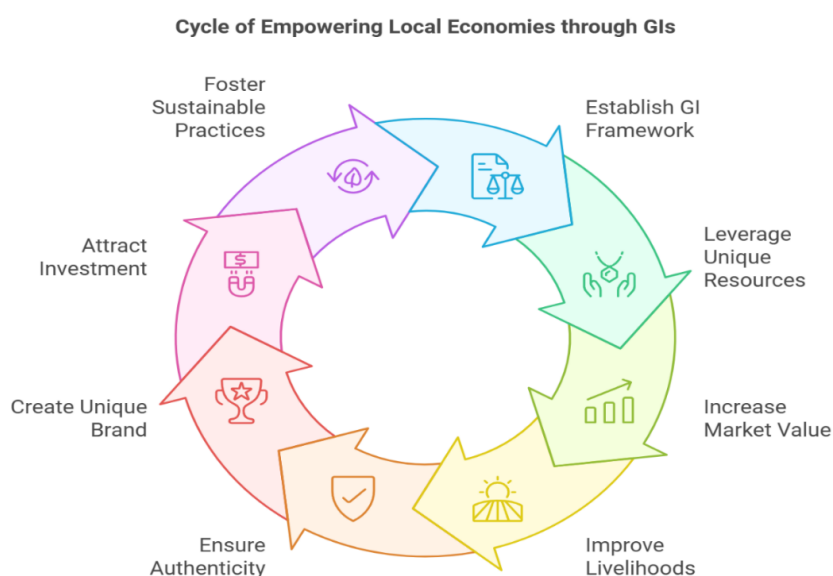 Cycle of Empowering Local Economies through GIs
Foster
Sustainable
Practices
Establish GI
Framework
Attract
Investment
Leverage
Unique
Resources
Create Unique
Brand
Increase
Market Value
Ensure
Authenticity
Improve
Livelihoods
$